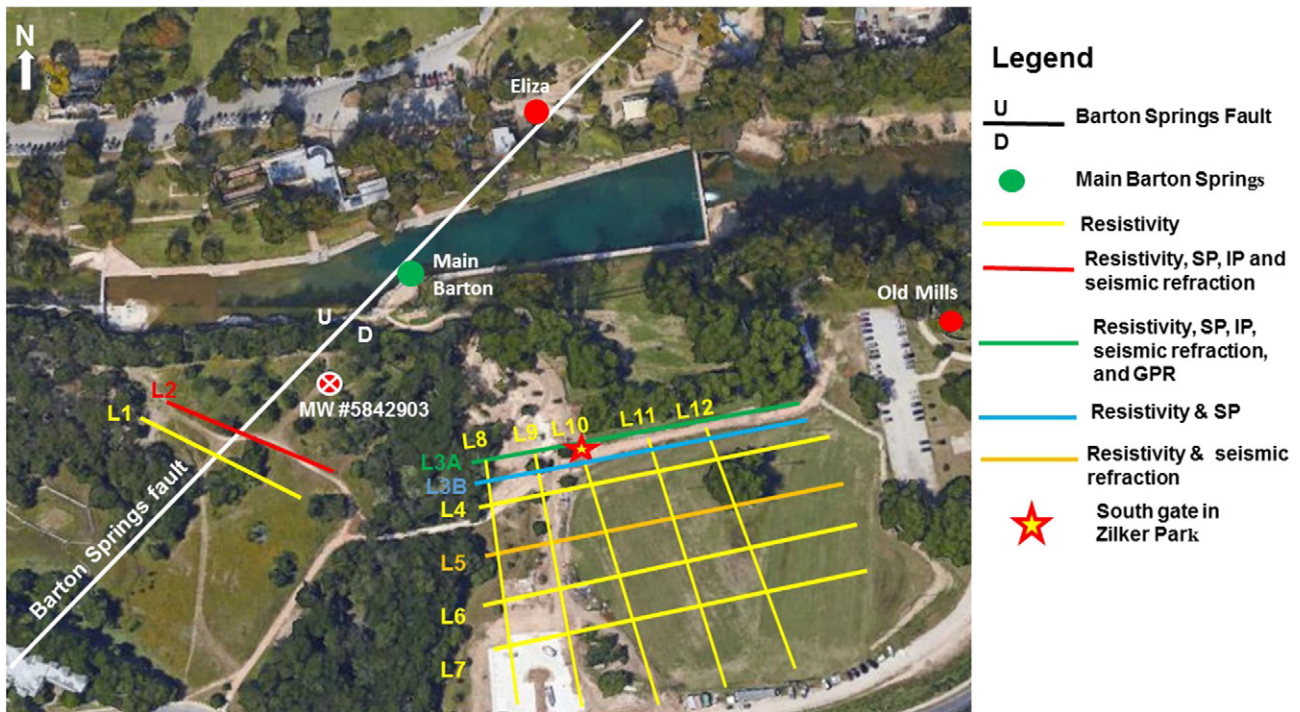 N
Eliza
Main
Barton
Old Mills
U
D
MW #5842903
L2
L1
Barton Springs fault
L8
L9
L10
L11
L12
L3A
L3B
L4
L5
L6
L7
Legend
U
D
Barton Springs Fault
Main Barton Springs
Resistivity
Resistivity, SP, IP and
seismic refraction
Resistivity, SP, IP,
seismic refraction,
and GPR
Resistivity & SP
Resistivity & seismic
refraction
South gate in
Zilker Park